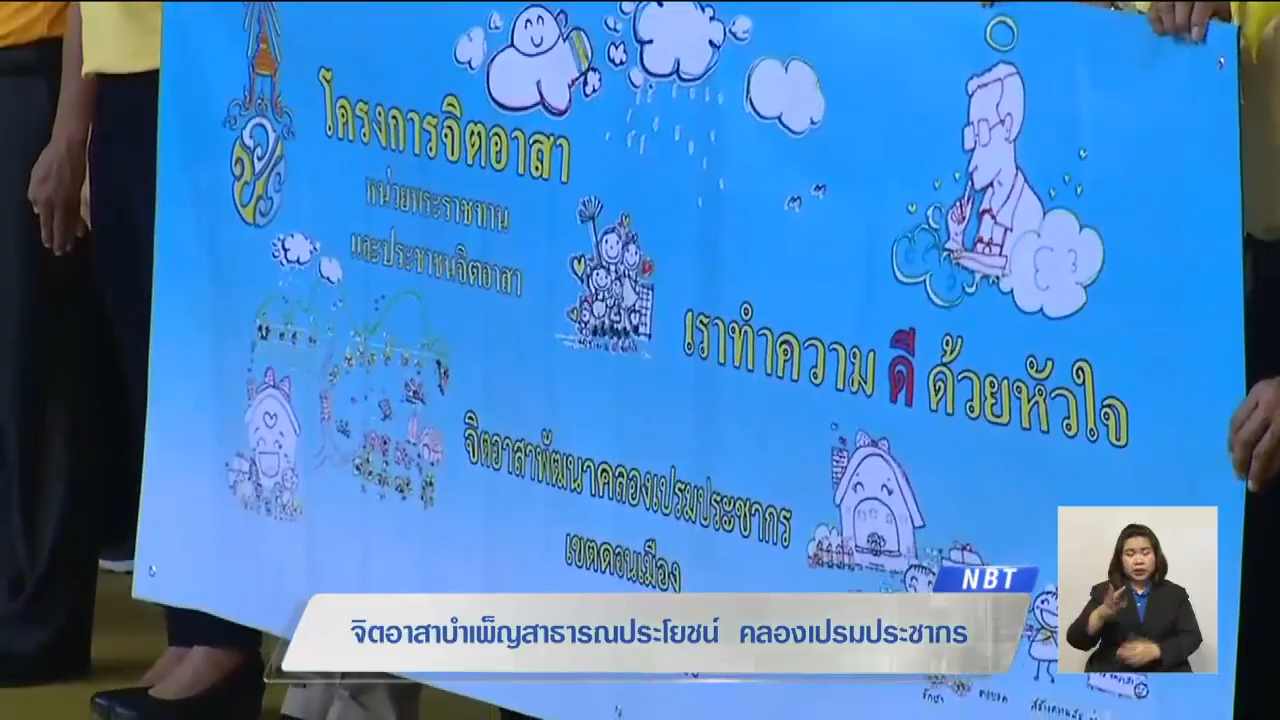 โครงการจิตอาสา
หน่วยพระราชทาน
และประชาชนจิตอาสา
เราทำความ ดี ด้วยหัวใจ
จิตอาสาพัฒนาคลองเปรมประชากร
เขตดอนเมือง
NBT
จิตอาสาบำเพ็ญสาธารณประโยชน์ คลองเปรมประชากร